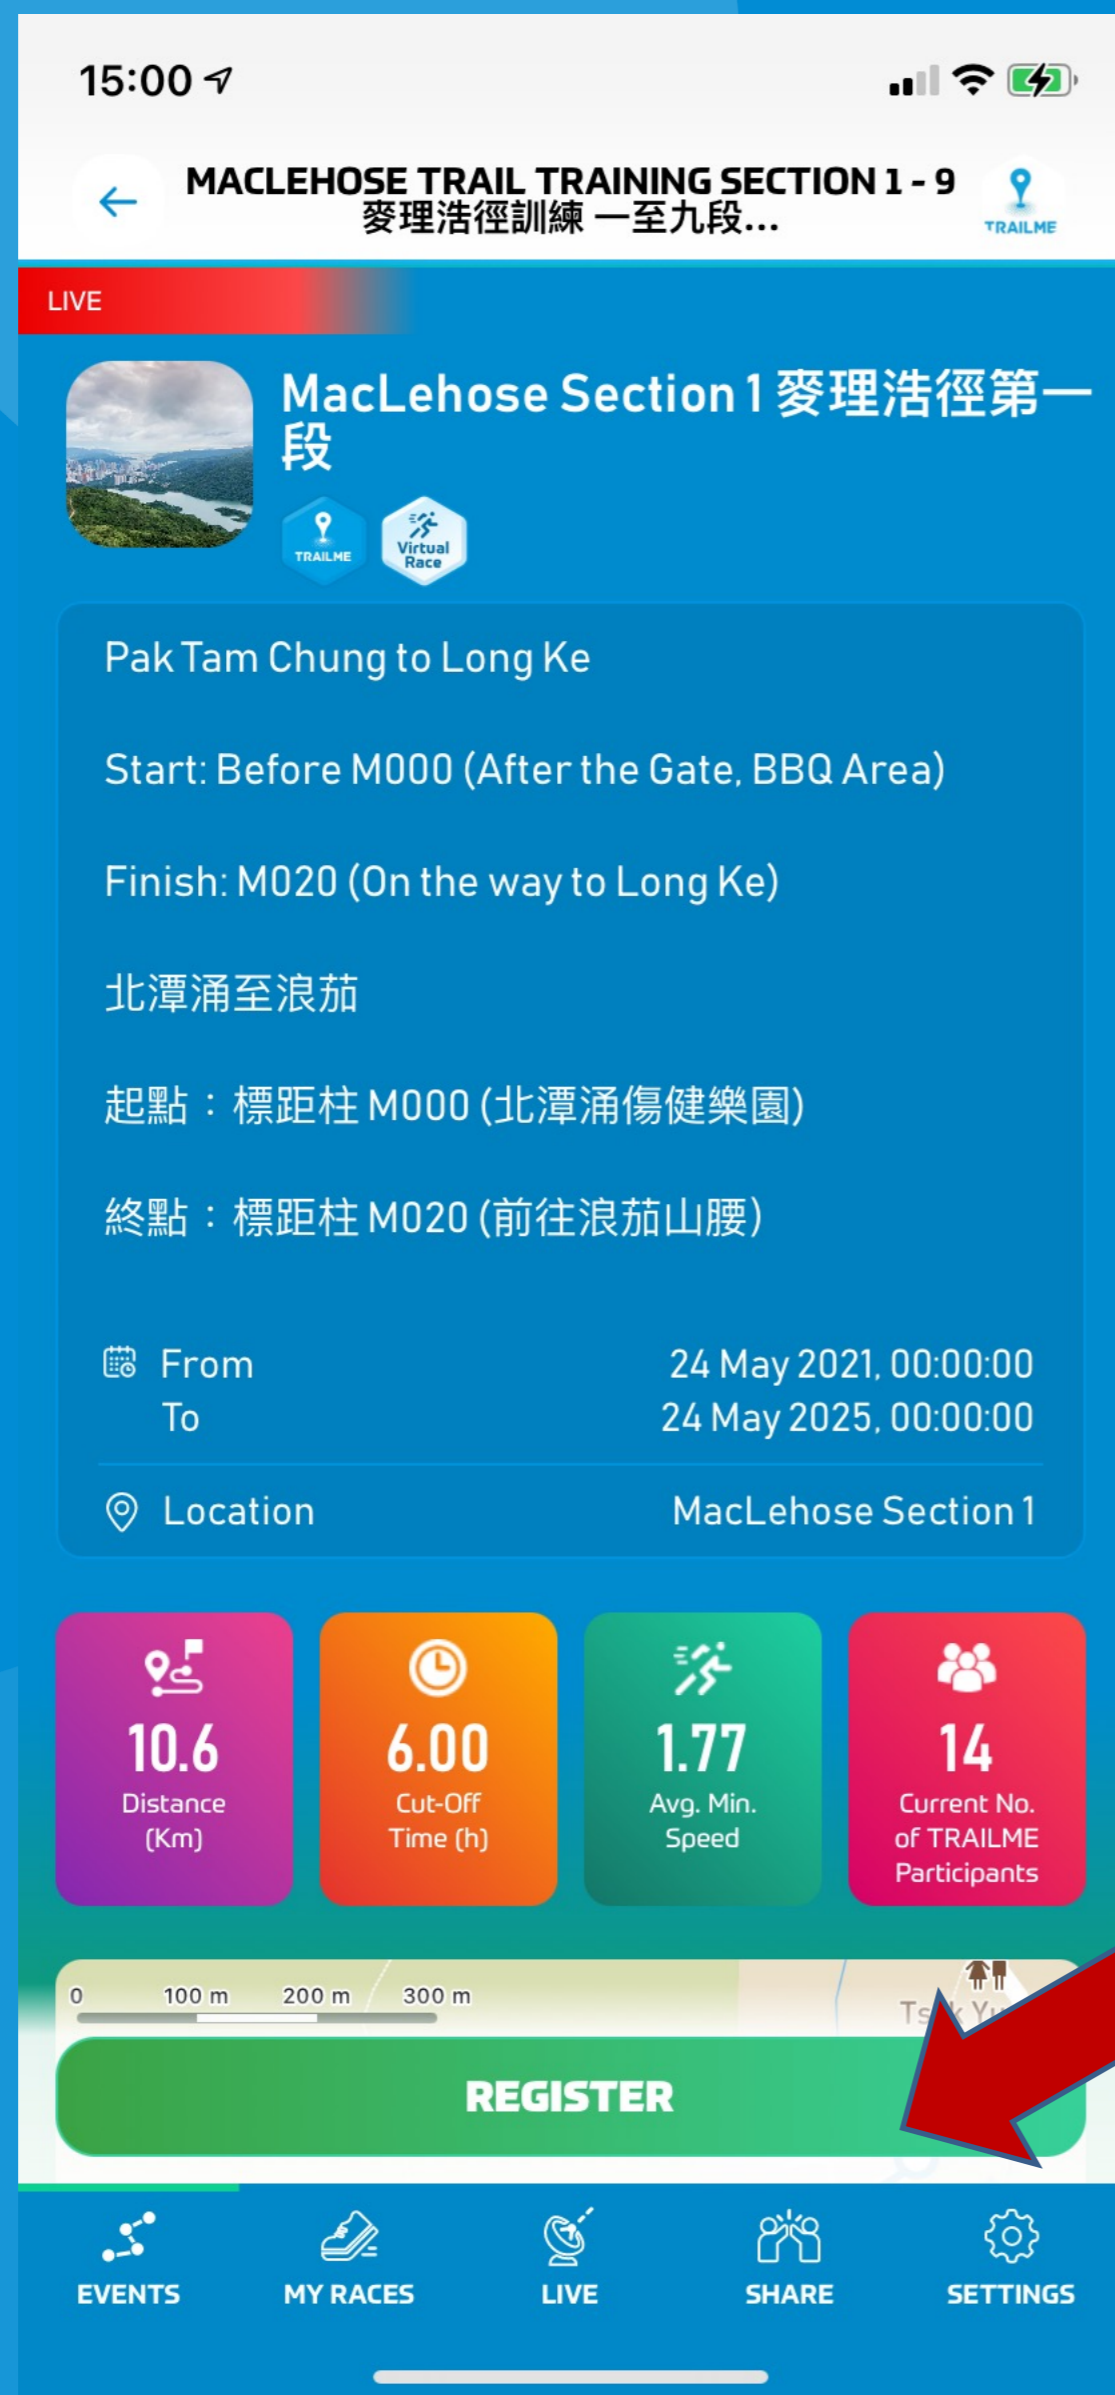 15:00
MACLEHOSE TRAIL TRAINING SECTION 1 - 9
麥理浩徑訓練 一至九段...
TRAILME
LIVE
MacLehose Section 1 麥理浩徑第一
段
TRAILME
Virtual
Race
Pak Tam Chung to Long Ke
Start: Before M000 (After the Gate, BBQ Area)
Finish: M020 (On the way to Long Ke)
北潭涌至浪茄
起點：標距柱 M000 (北潭涌傷健樂園)
終點：標距柱 M020 (前往浪茄山腰)
From 24 May 2021, 00:00:00
To 24 May 2025, 00:00:00
Location MacLehose Section 1
10.6
Distance
(Km)
6.00
Cut-Off
Time (h)
1.77
Avg. Min.
Speed
14
Current No.
of TRAILME
Participants
0 100 m 200 m 300 m
REGISTER
EVENTS MY RACES LIVE SHARE SETTINGS